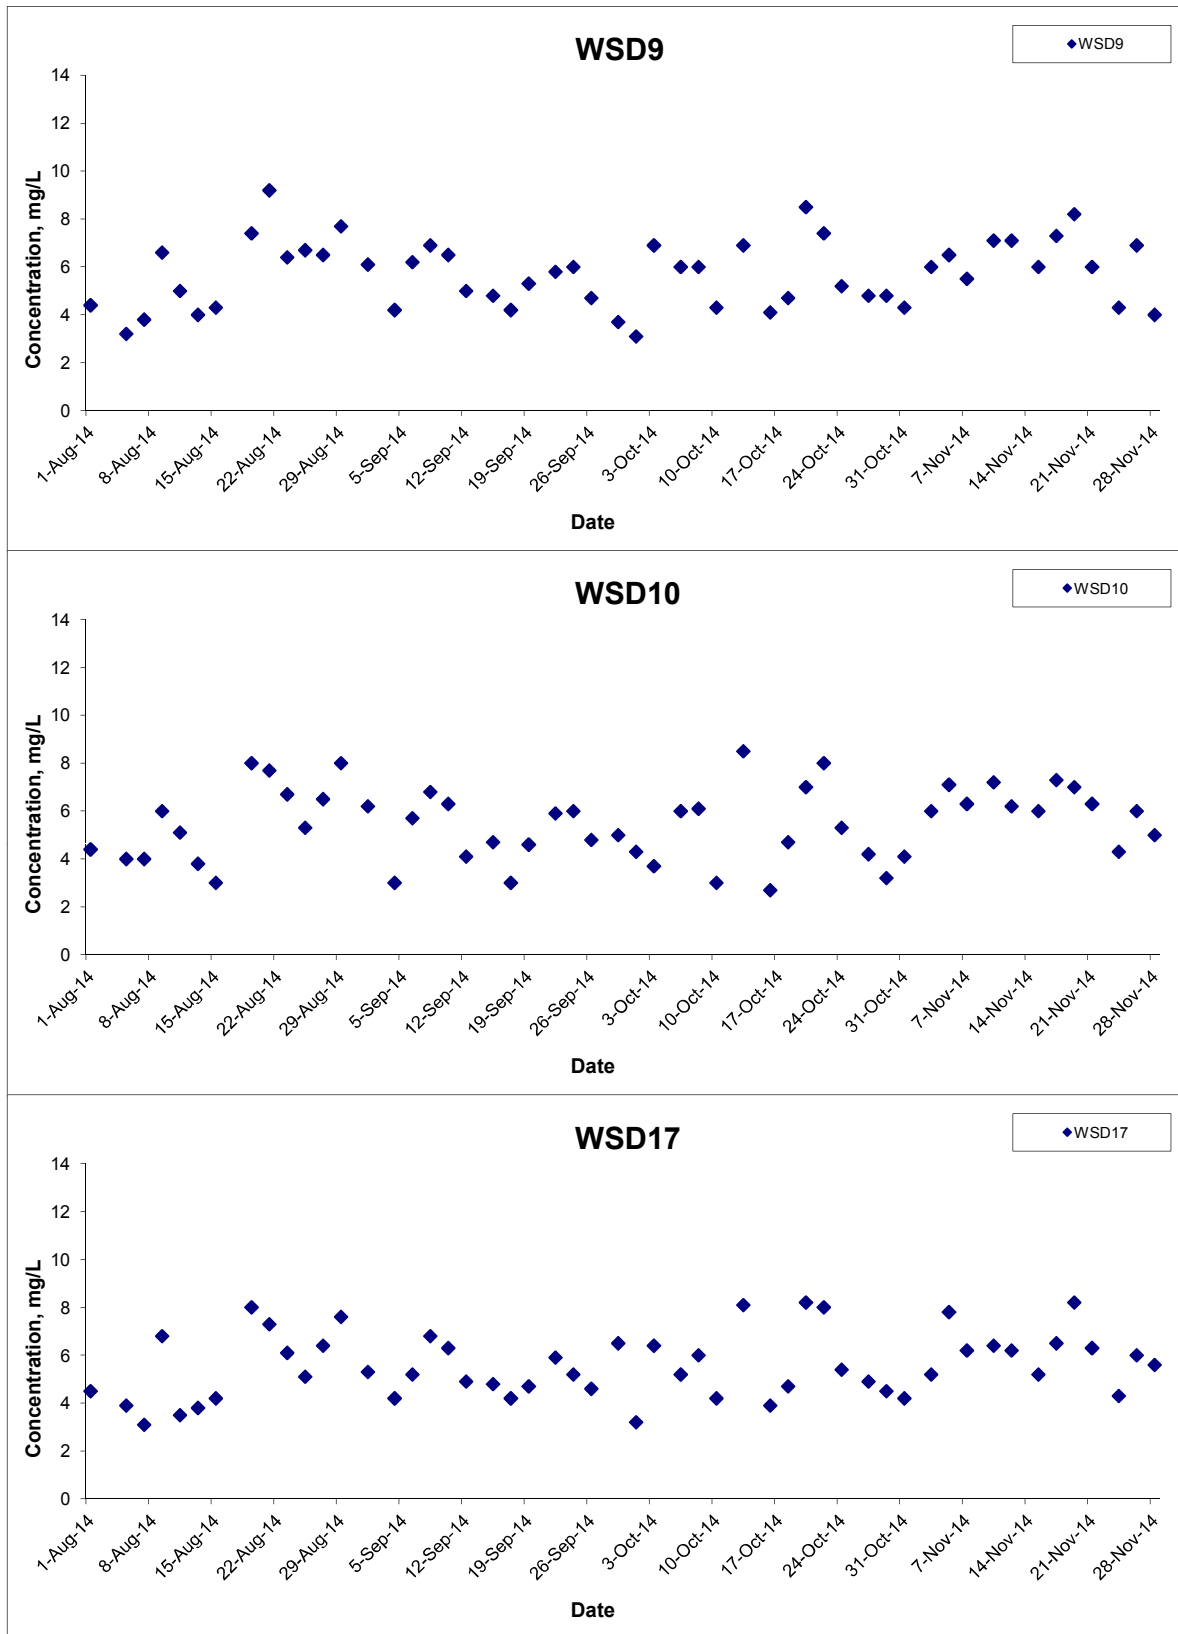 WSD9
WSD9
14
12
10
8
6
4
2
0
Concentration, mg/L
1-Aug-14
8-Aug-14
15-Aug-14
22-Aug-14
29-Aug-14
5-Sep-14
12-Sep-14
19-Sep-14
26-Sep-14
3-Oct-14
10-Oct-14
17-Oct-14
24-Oct-14
31-Oct-14
7-Nov-14
14-Nov-14
21-Nov-14
28-Nov-14
Date
WSD10
WSD10
14
12
10
8
6
4
2
0
Concentration, mg/L
1-Aug-14
8-Aug-14
15-Aug-14
22-Aug-14
29-Aug-14
5-Sep-14
12-Sep-14
19-Sep-14
26-Sep-14
3-Oct-14
10-Oct-14
17-Oct-14
24-Oct-14
31-Oct-14
7-Nov-14
14-Nov-14
21-Nov-14
28-Nov-14
Date
WSD17
WSD17
14
12
10
8
6
4
2
0
Concentration, mg/L
1-Aug-14
8-Aug-14
15-Aug-14
22-Aug-14
29-Aug-14
5-Sep-14
12-Sep-14
19-Sep-14
26-Sep-14
3-Oct-14
10-Oct-14
17-Oct-14
24-Oct-14
31-Oct-14
7-Nov-14
14-Nov-14
21-Nov-14
28-Nov-14
Date